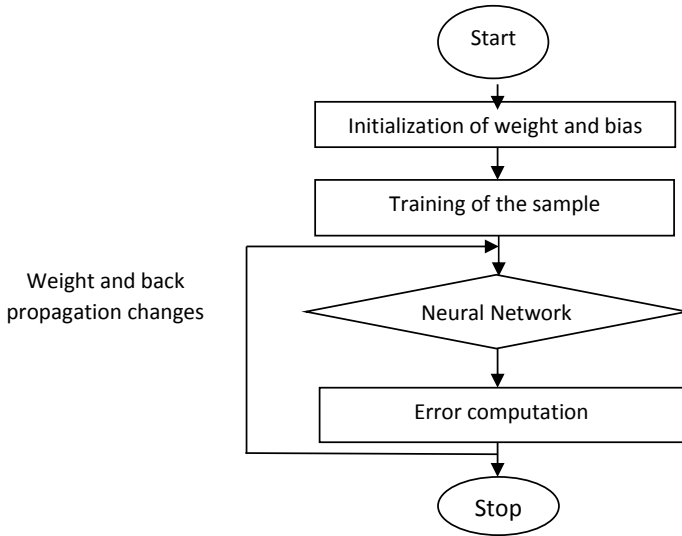 Start
Initialization of weight and bias
Training of the sample
Weight and back
propagation changes
Neural Network
Error computation
Stop